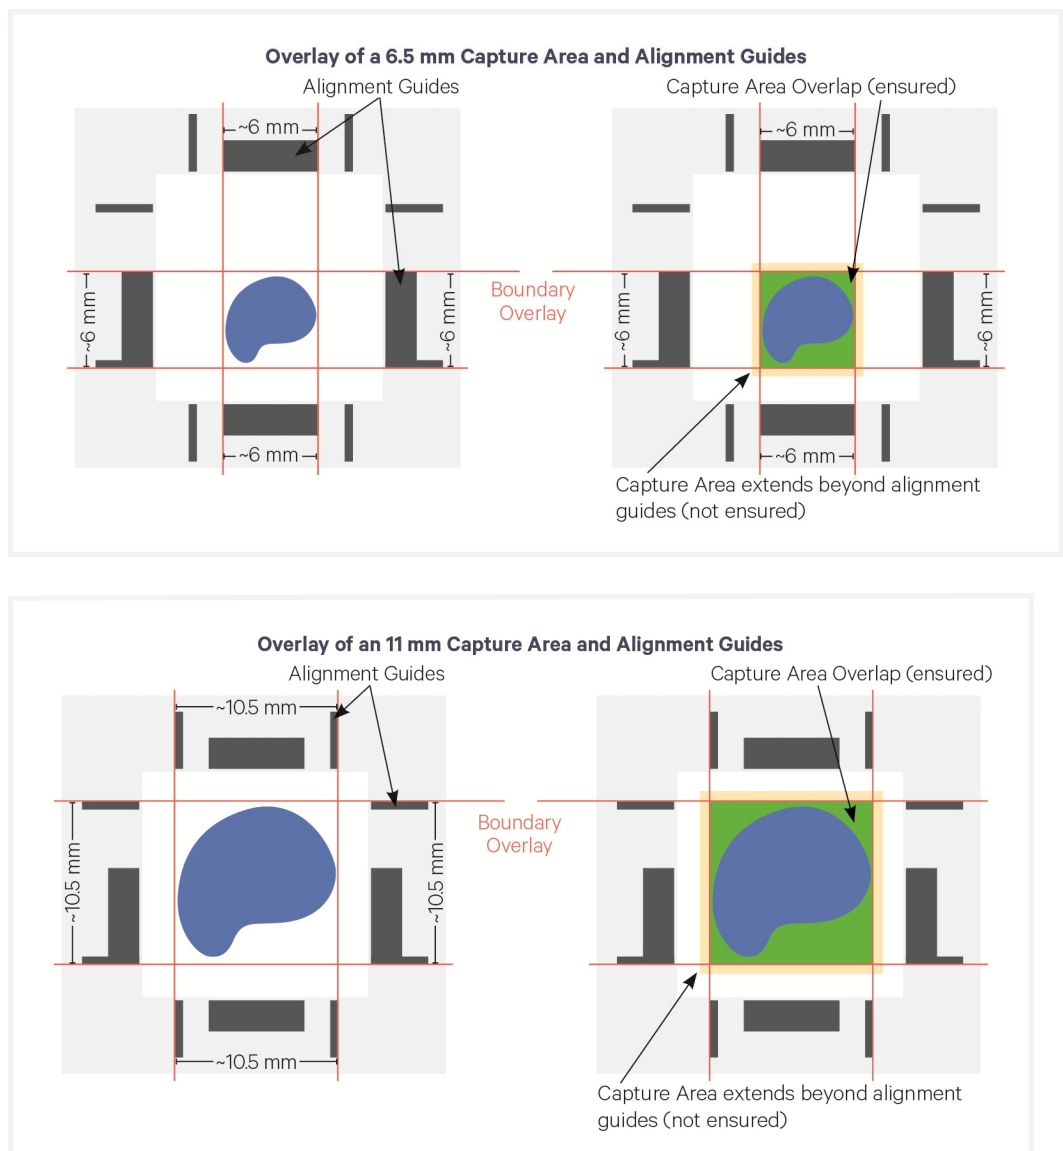 Overlay of a 6.5 mm Capture Area and Alignment Guides
Alignment Guides
Capture Area Overlap (ensured)
~6 mm
~6 mm
~6 mm
~6 mm
~6 mm
~6 mm
Boundary
Overlay
~6 mm
~6 mm
Capture Area extends beyond alignment
guides (not ensured)
Overlay of an 11 mm Capture Area and Alignment Guides
Alignment Guides
Capture Area Overlap (ensured)
~10.5 mm
~10.5 mm
~10.5 mm
Boundary
Overlay
~10.5 mm
Capture Area extends beyond alignment
guides (not ensured)